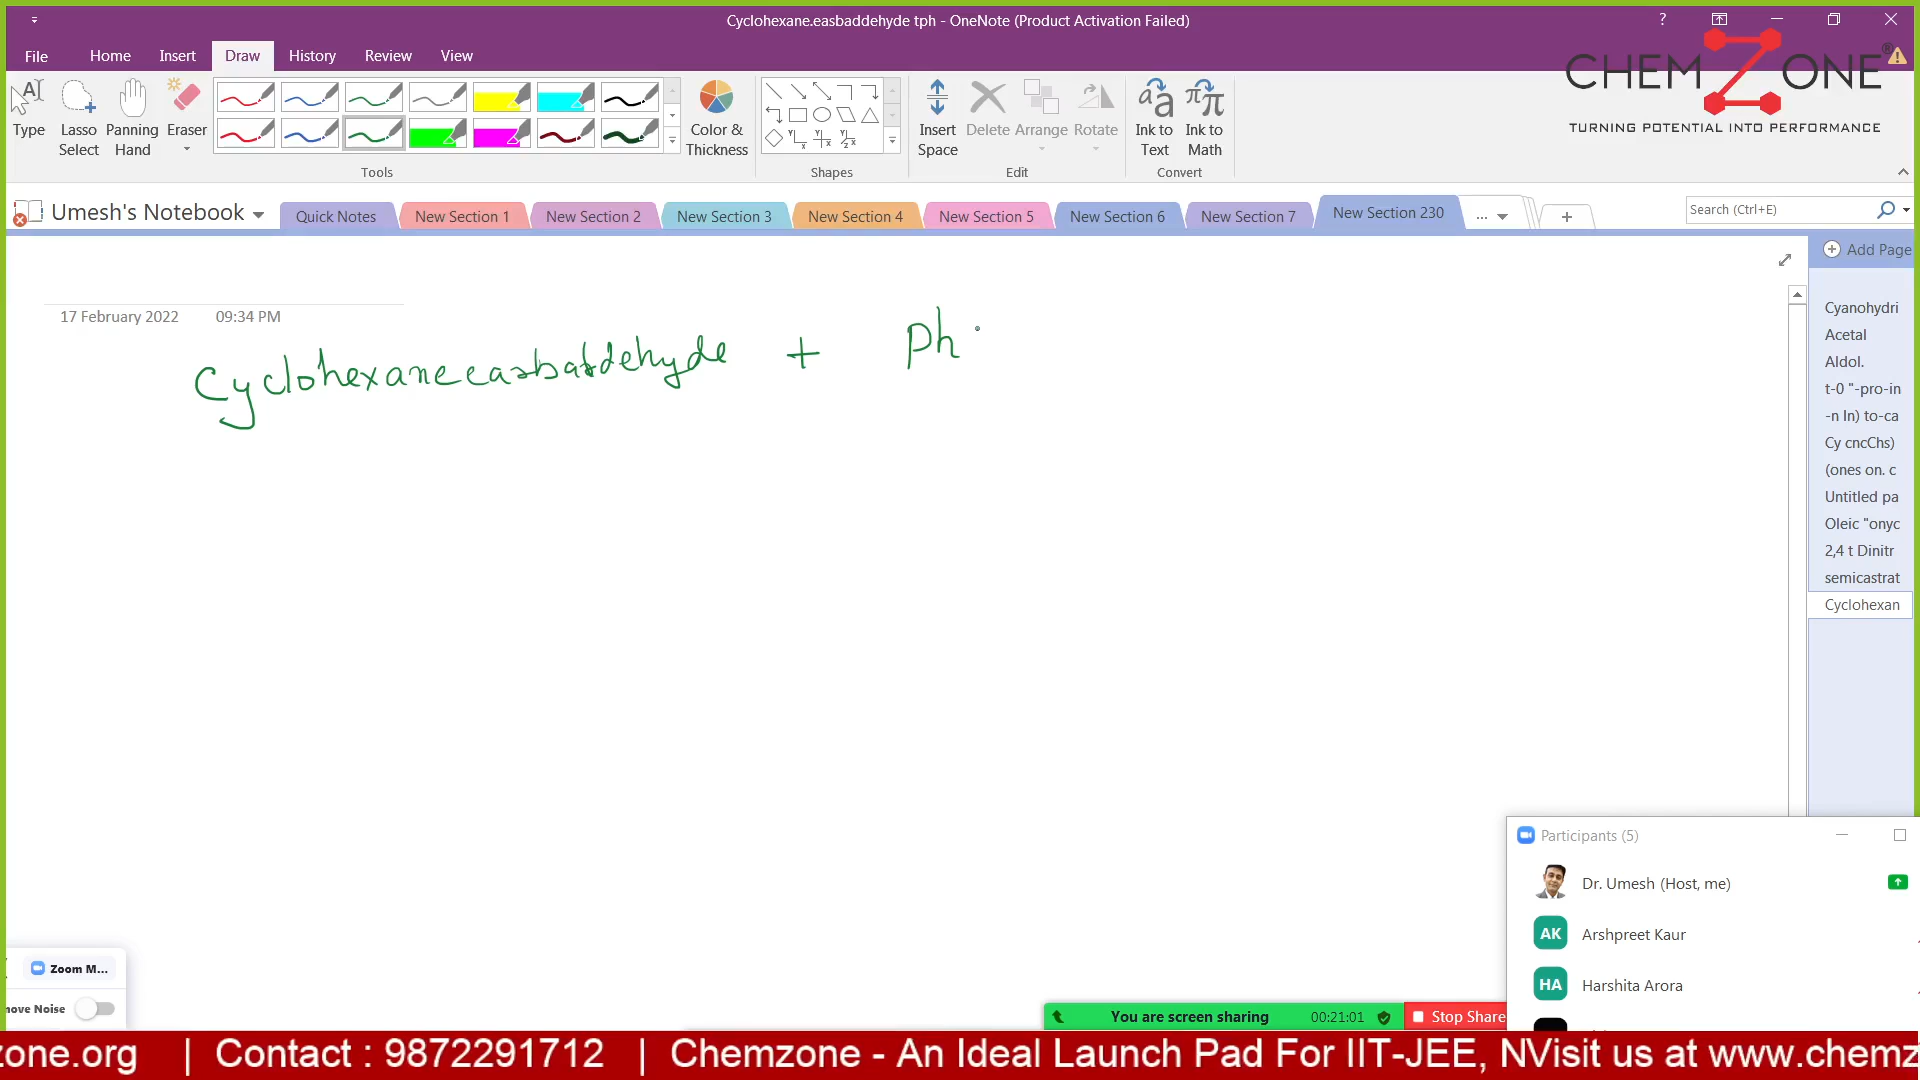 Cyclohexane.easbaddehyde tph - OneNote (Product Activation Failed)
?
File Home Insert Draw History Review View
CHEMZONE®
TURNING POTENTIAL INTO PERFORMANCE
Type
Lasso Select
Panning Hand
Eraser
Color & Thickness
Insert Space
Delete
Arrange
Rotate
Ink to Text
Ink to Math
Tools
Shapes
Edit
Convert
Umesh's Notebook
Quick Notes New Section 1 New Section 2 New Section 3 New Section 4 New Section 5 New Section 6 New Section 7 New Section 230 ... +
Search (Ctrl+E)
Add Page
17 February 2022 09:34 PM
Cyclohexanecasbaldehyde + Ph
Cyanohydri
Acetal
Aldol.
t-0 "-pro-in
-n In) to-ca
Cy cncChs)
(ones on. c
Untitled pa
Oleic "onyc
2,4 t Dinitr
semicastrat
Cyclohexan
Participants (5)
Dr. Umesh (Host, me)
AK Arshpreet Kaur
HA Harshita Arora
Zoom M...
nove Noise
You are screen sharing 00:21:01 Stop Share
zone.org | Contact : 9872291712 | Chemzone - An Ideal Launch Pad For IIT-JEE, NVisit us at www.chemz